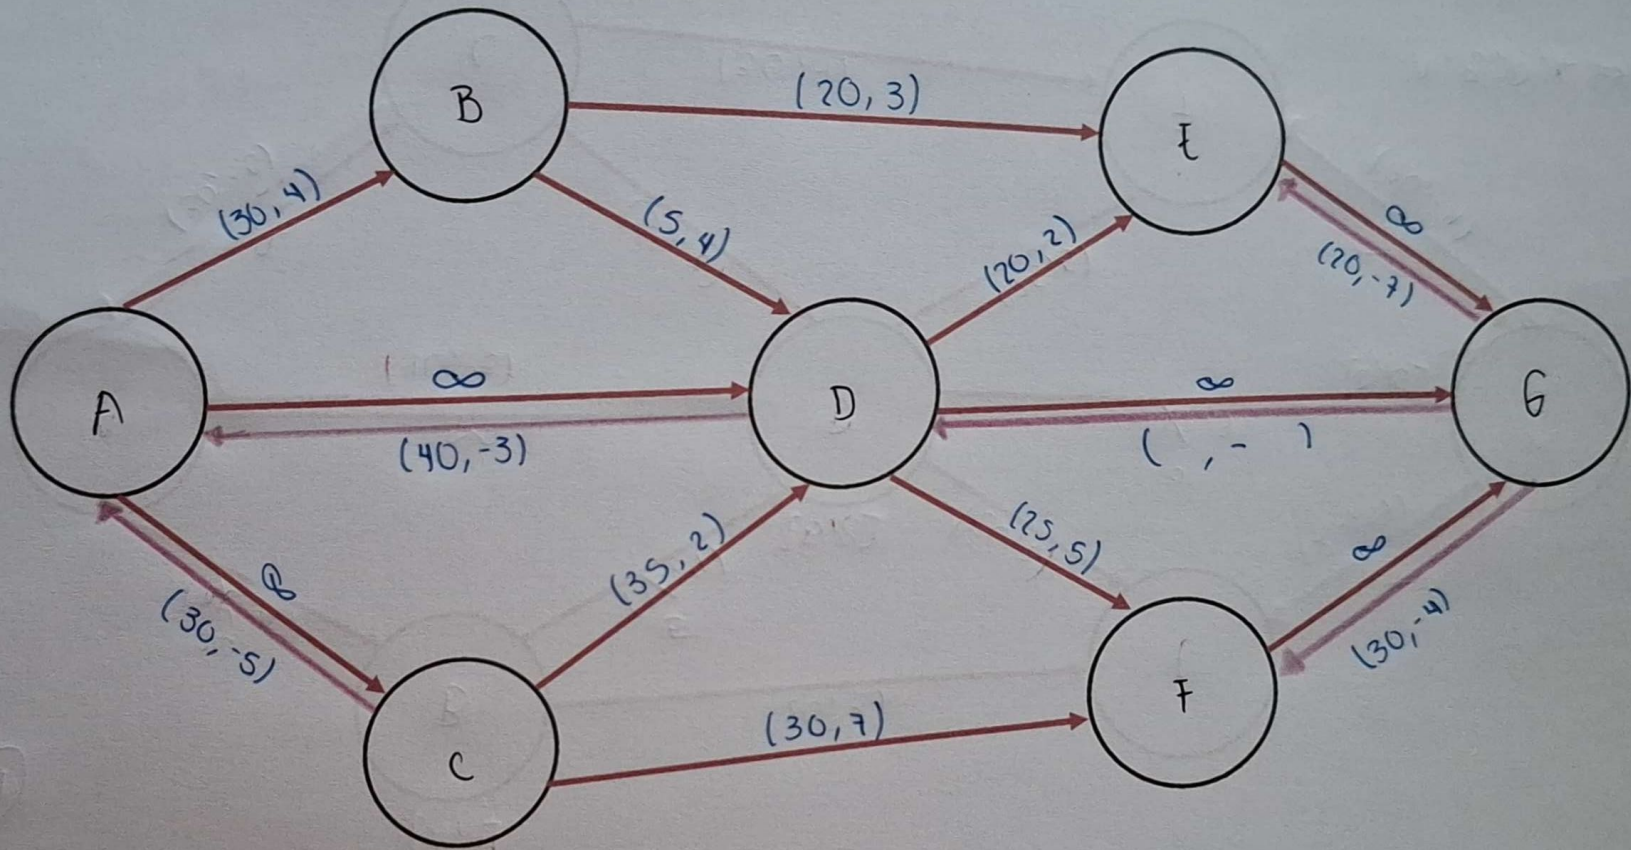 B
(20, 3)
E
(30, 4)
(5, 4)
(20, 2)
∞
(20, -7)
A
∞
(40, -3)
D
∞
( , - )
G
∞
(30, -5)
(35, 2)
(25, 5)
∞
(30, -4)
C
(30, 7)
F